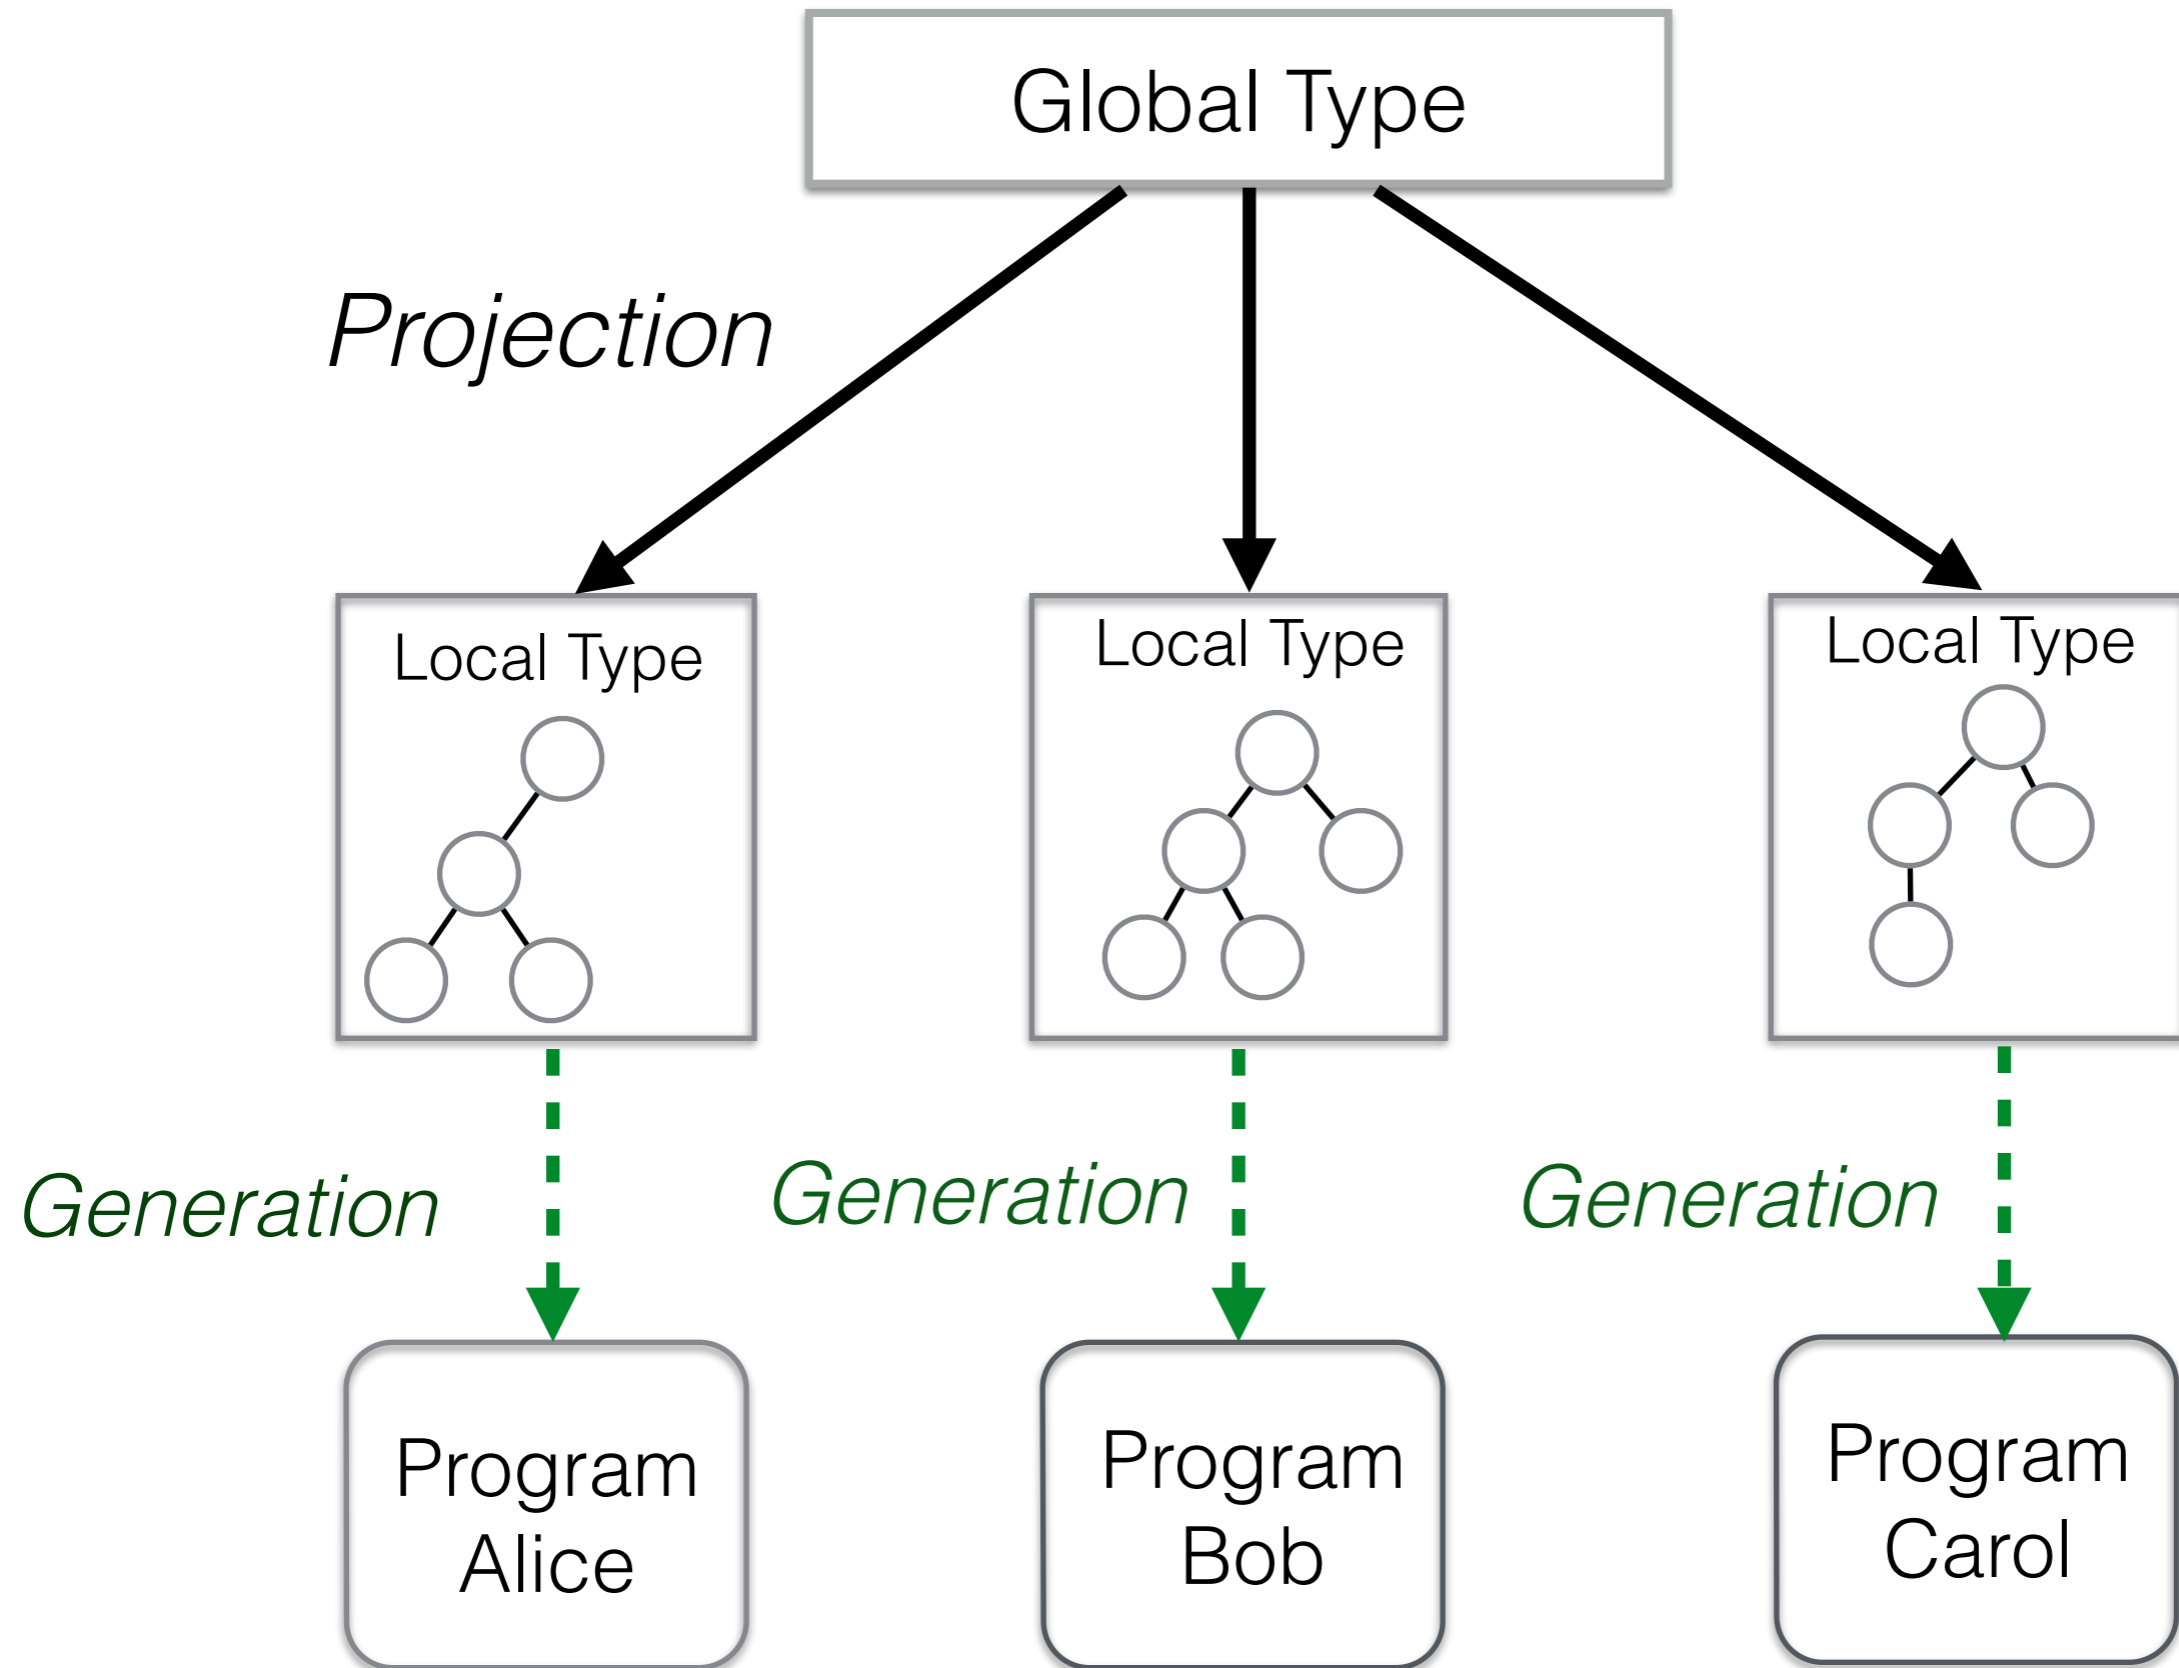 Global Type
Projection
Local Type
Local Type
Local Type
Generation
Generation
Generation
Program
Alice
Program
Bob
Program
Carol